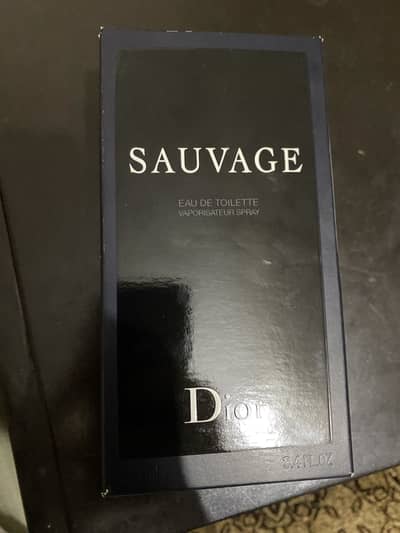 SAUVAGE
EAU DE TOILETTE
VAPORISATEUR SPRAY
Dior